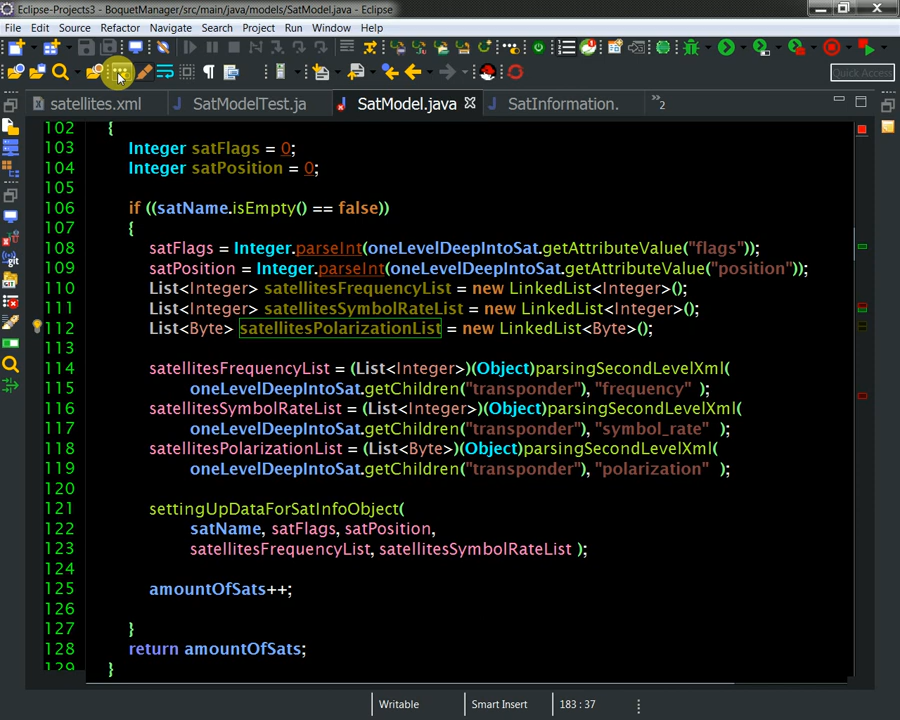 Eclipse-Projects3 - BoquetManager/src/main/java/models/SatModel.java - Eclipse
File Edit Source Refactor Navigate Search Project Run Window Help
Quick Access
satellites.xml SatModelTest.ja SatModel.java SatInformation. »2
102 {
103 Integer satFlags = 0;
104 Integer satPosition = 0;
105
106 if ((satName.isEmpty() == false))
107 {
108 satFlags = Integer.parseInt(oneLevelDeepIntoSat.getAttributeValue("flags"));
109 satPosition = Integer.parseInt(oneLevelDeepIntoSat.getAttributeValue("position"));
110 List<Integer> satellitesFrequencyList = new LinkedList<Integer>();
111 List<Integer> satellitesSymbolRateList = new LinkedList<Integer>();
112 List<Byte> satellitesPolarizationList = new LinkedList<Byte>();
113
114 satellitesFrequencyList = (List<Integer>)(Object)parsingSecondLevelXml(
115 oneLevelDeepIntoSat.getChildren("transponder"), "frequency" );
116 satellitesSymbolRateList = (List<Integer>)(Object)parsingSecondLevelXml(
117 oneLevelDeepIntoSat.getChildren("transponder"), "symbol_rate" );
118 satellitesPolarizationList = (List<Byte>)(Object)parsingSecondLevelXml(
119 oneLevelDeepIntoSat.getChildren("transponder"), "polarization" );
120
121 settingUpDataForSatInfoObject(
122 satName, satFlags, satPosition,
123 satellitesFrequencyList, satellitesSymbolRateList );
124
125 amountOfSats++;
126
127 }
128 return amountOfSats;
129 }
Writable Smart Insert 183 : 37